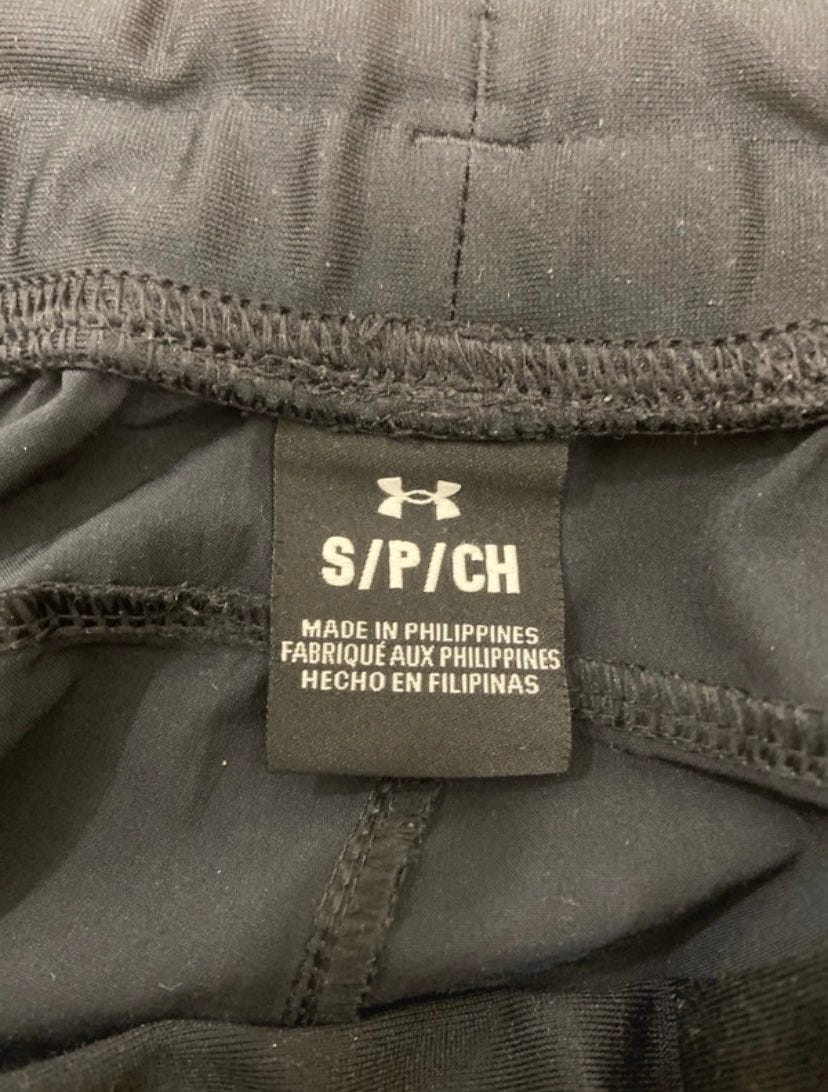 S/P/CH
MADE IN PHILIPPINES
FABRIQUÉ AUX PHILIPPINES
HECHO EN FILIPINAS